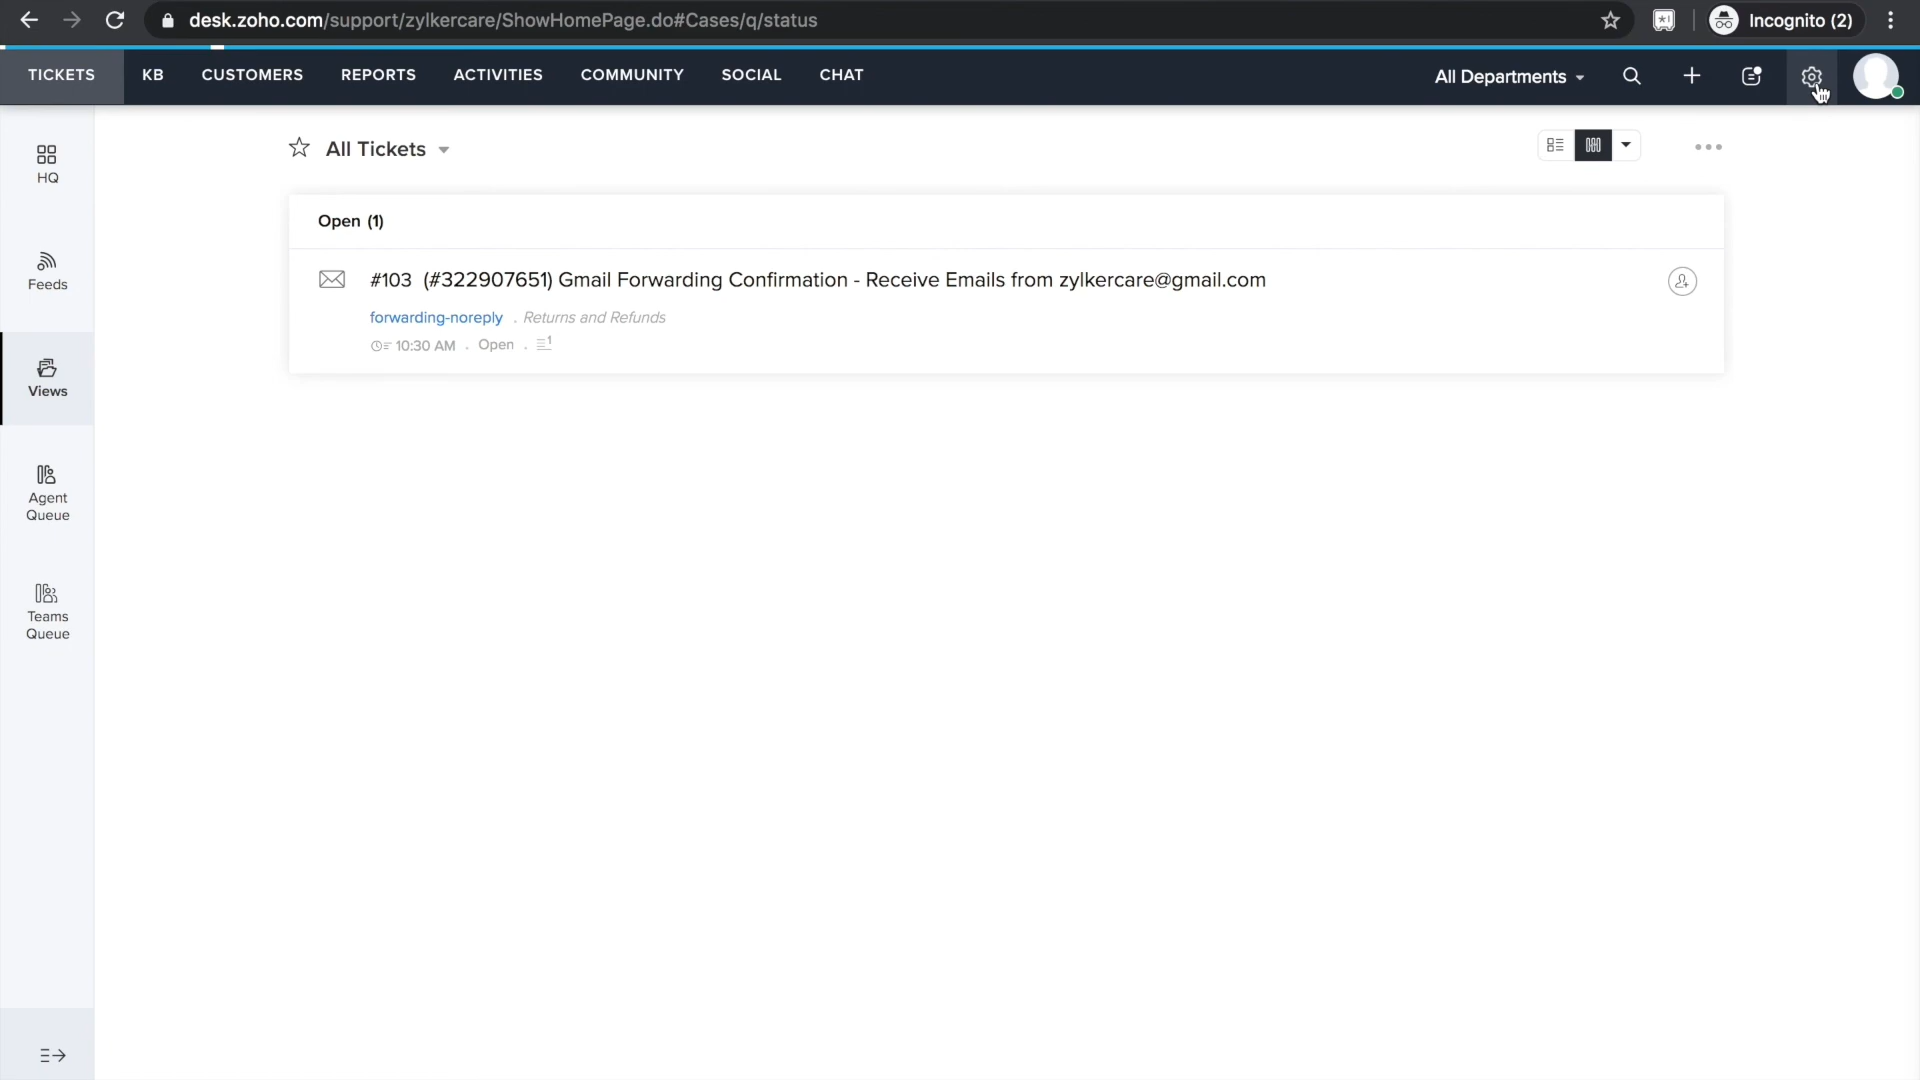 desk.zoho.com/support/zylkercare/ShowHomePage.do#Cases/q/status
Incognito (2)
TICKETS KB CUSTOMERS REPORTS ACTIVITIES COMMUNITY SOCIAL CHAT
All Departments
HQ
Feeds
Views
Agent
Queue
Teams
Queue
All Tickets
Open (1)
#103 (#322907651) Gmail Forwarding Confirmation - Receive Emails from zylkercare@gmail.com
forwarding-noreply . Returns and Refunds
10:30 AM . Open . 1